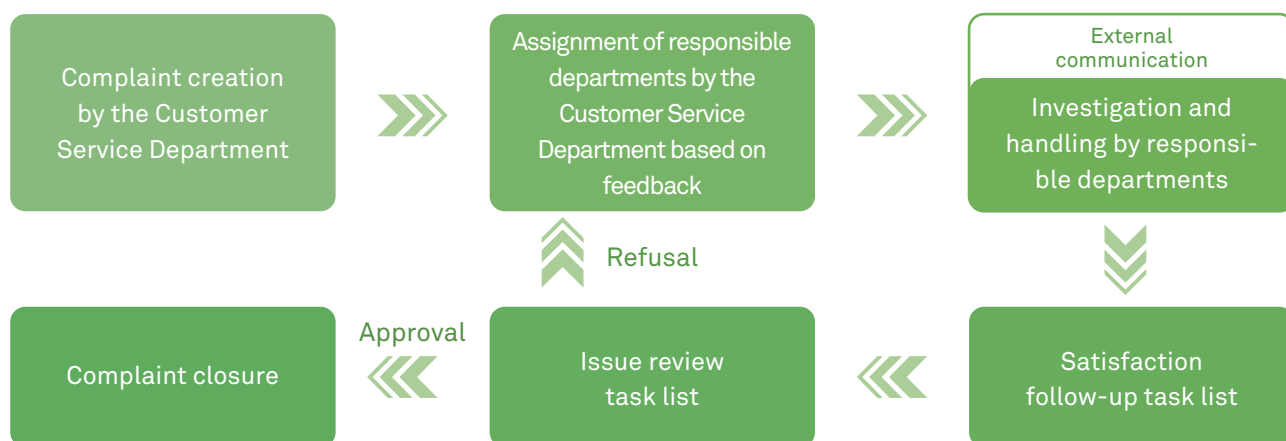 Complaint creation
by the Customer
Service Department
Assignment of responsible
departments by the
Customer Service
Department based on
feedback
External
communication
Investigation and
handling by responsi-
ble departments
Refusal
Complaint closure
Approval
Issue review
task list
Satisfaction
follow-up task list